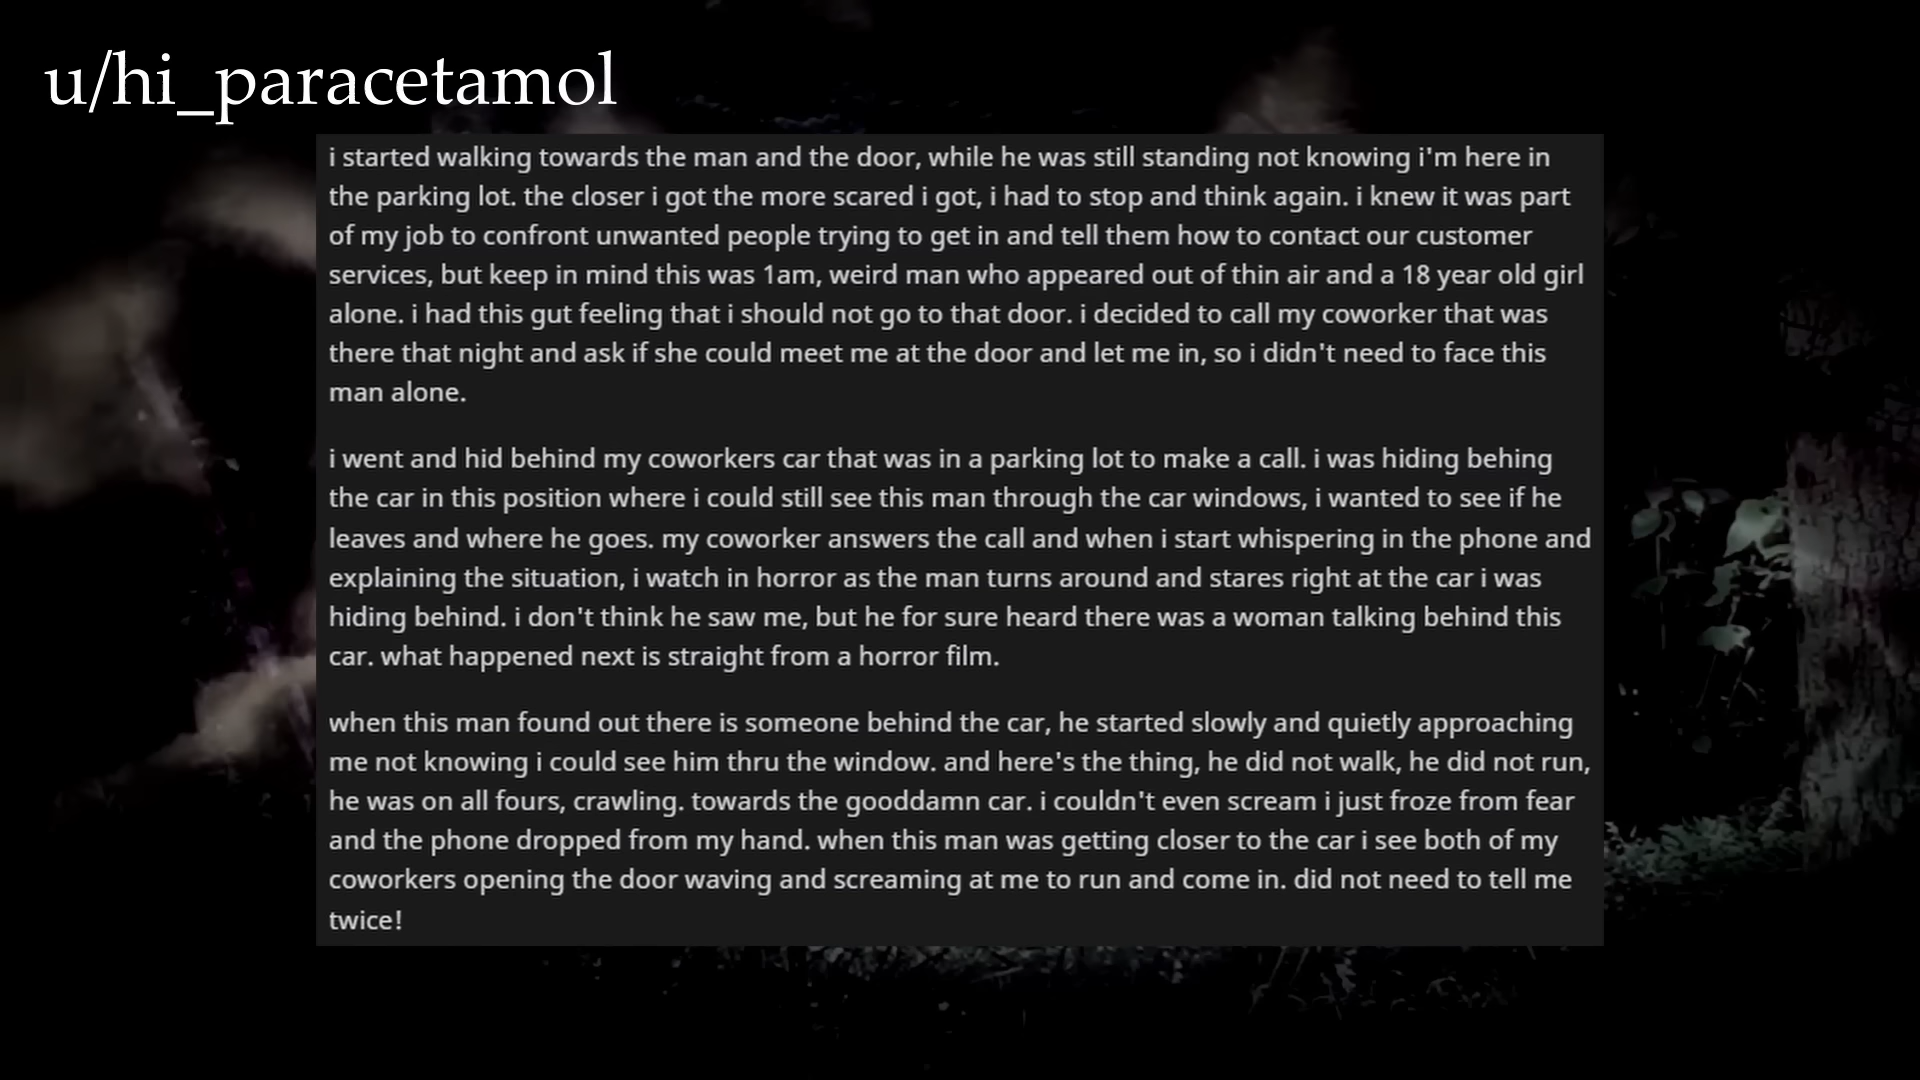 u/hi_paracetamol
i started walking towards the man and the door, while he was still standing not knowing i'm here in
the parking lot. the closer i got the more scared i got, i had to stop and think again. i knew it was part
of my job to confront unwanted people trying to get in and tell them how to contact our customer
services, but keep in mind this was 1am, weird man who appeared out of thin air and a 18 year old girl
alone. i had this gut feeling that i should not go to that door. i decided to call my coworker that was
there that night and ask if she could meet me at the door and let me in, so i didn't need to face this
man alone.
i went and hid behind my coworkers car that was in a parking lot to make a call. i was hiding behing
the car in this position where i could still see this man through the car windows, i wanted to see if he
leaves and where he goes. my coworker answers the call and when i start whispering in the phone and
explaining the situation, i watch in horror as the man turns around and stares right at the car i was
hiding behind. i don't think he saw me, but he for sure heard there was a woman talking behind this
car. what happened next is straight from a horror film.
when this man found out there is someone behind the car, he started slowly and quietly approaching
me not knowing i could see him thru the window. and here's the thing, he did not walk, he did not run,
he was on all fours, crawling. towards the gooddamn car. i couldn't even scream i just froze from fear
and the phone dropped from my hand. when this man was getting closer to the car i see both of my
coworkers opening the door waving and screaming at me to run and come in. did not need to tell me
twice!